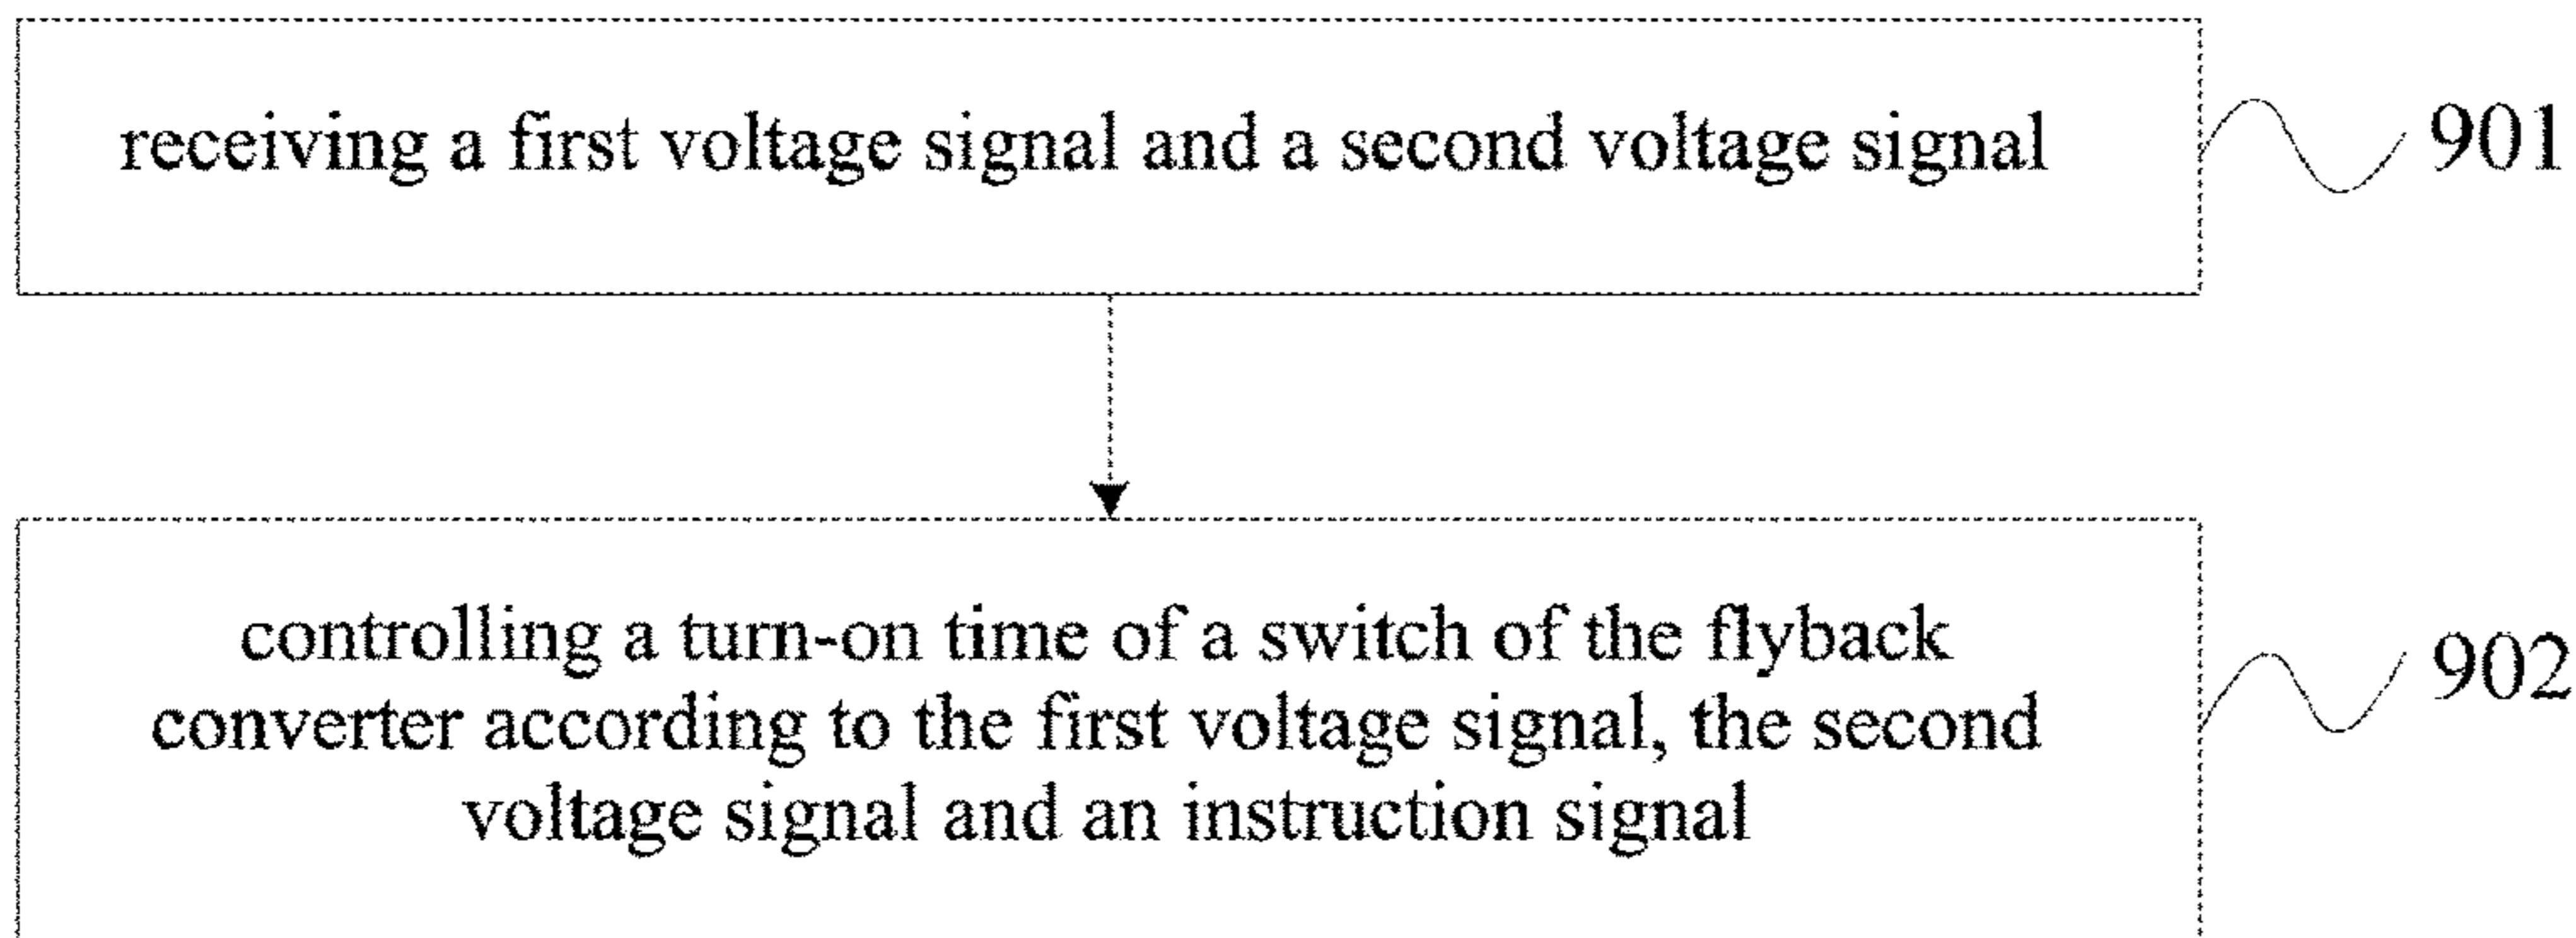 receiving a first voltage signal and a second voltage signal
901
controlling a turn-on time of a switch of the flyback
converter according to the first voltage signal, the second
voltage signal and an instruction signal
902